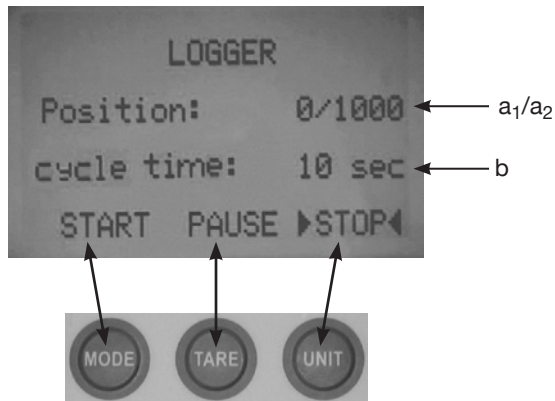 LOGGER
Position: 0/1000 a₁/a₂
cycle time: 10 sec b
START PAUSE ▶STOP◀
MODE TARE UNIT